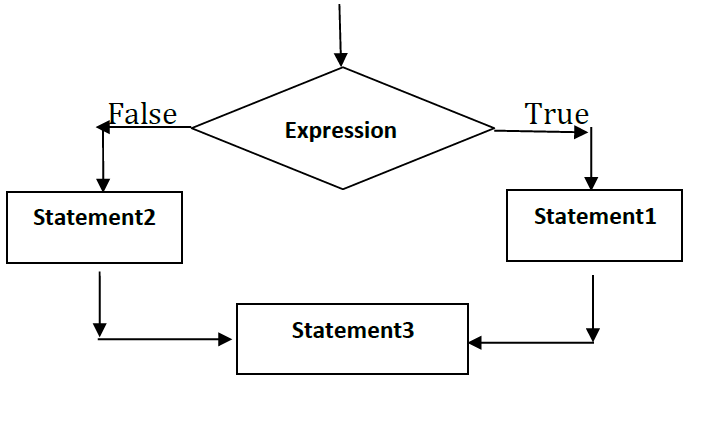 False
True
Expression
Statement2
Statement1
Statement3